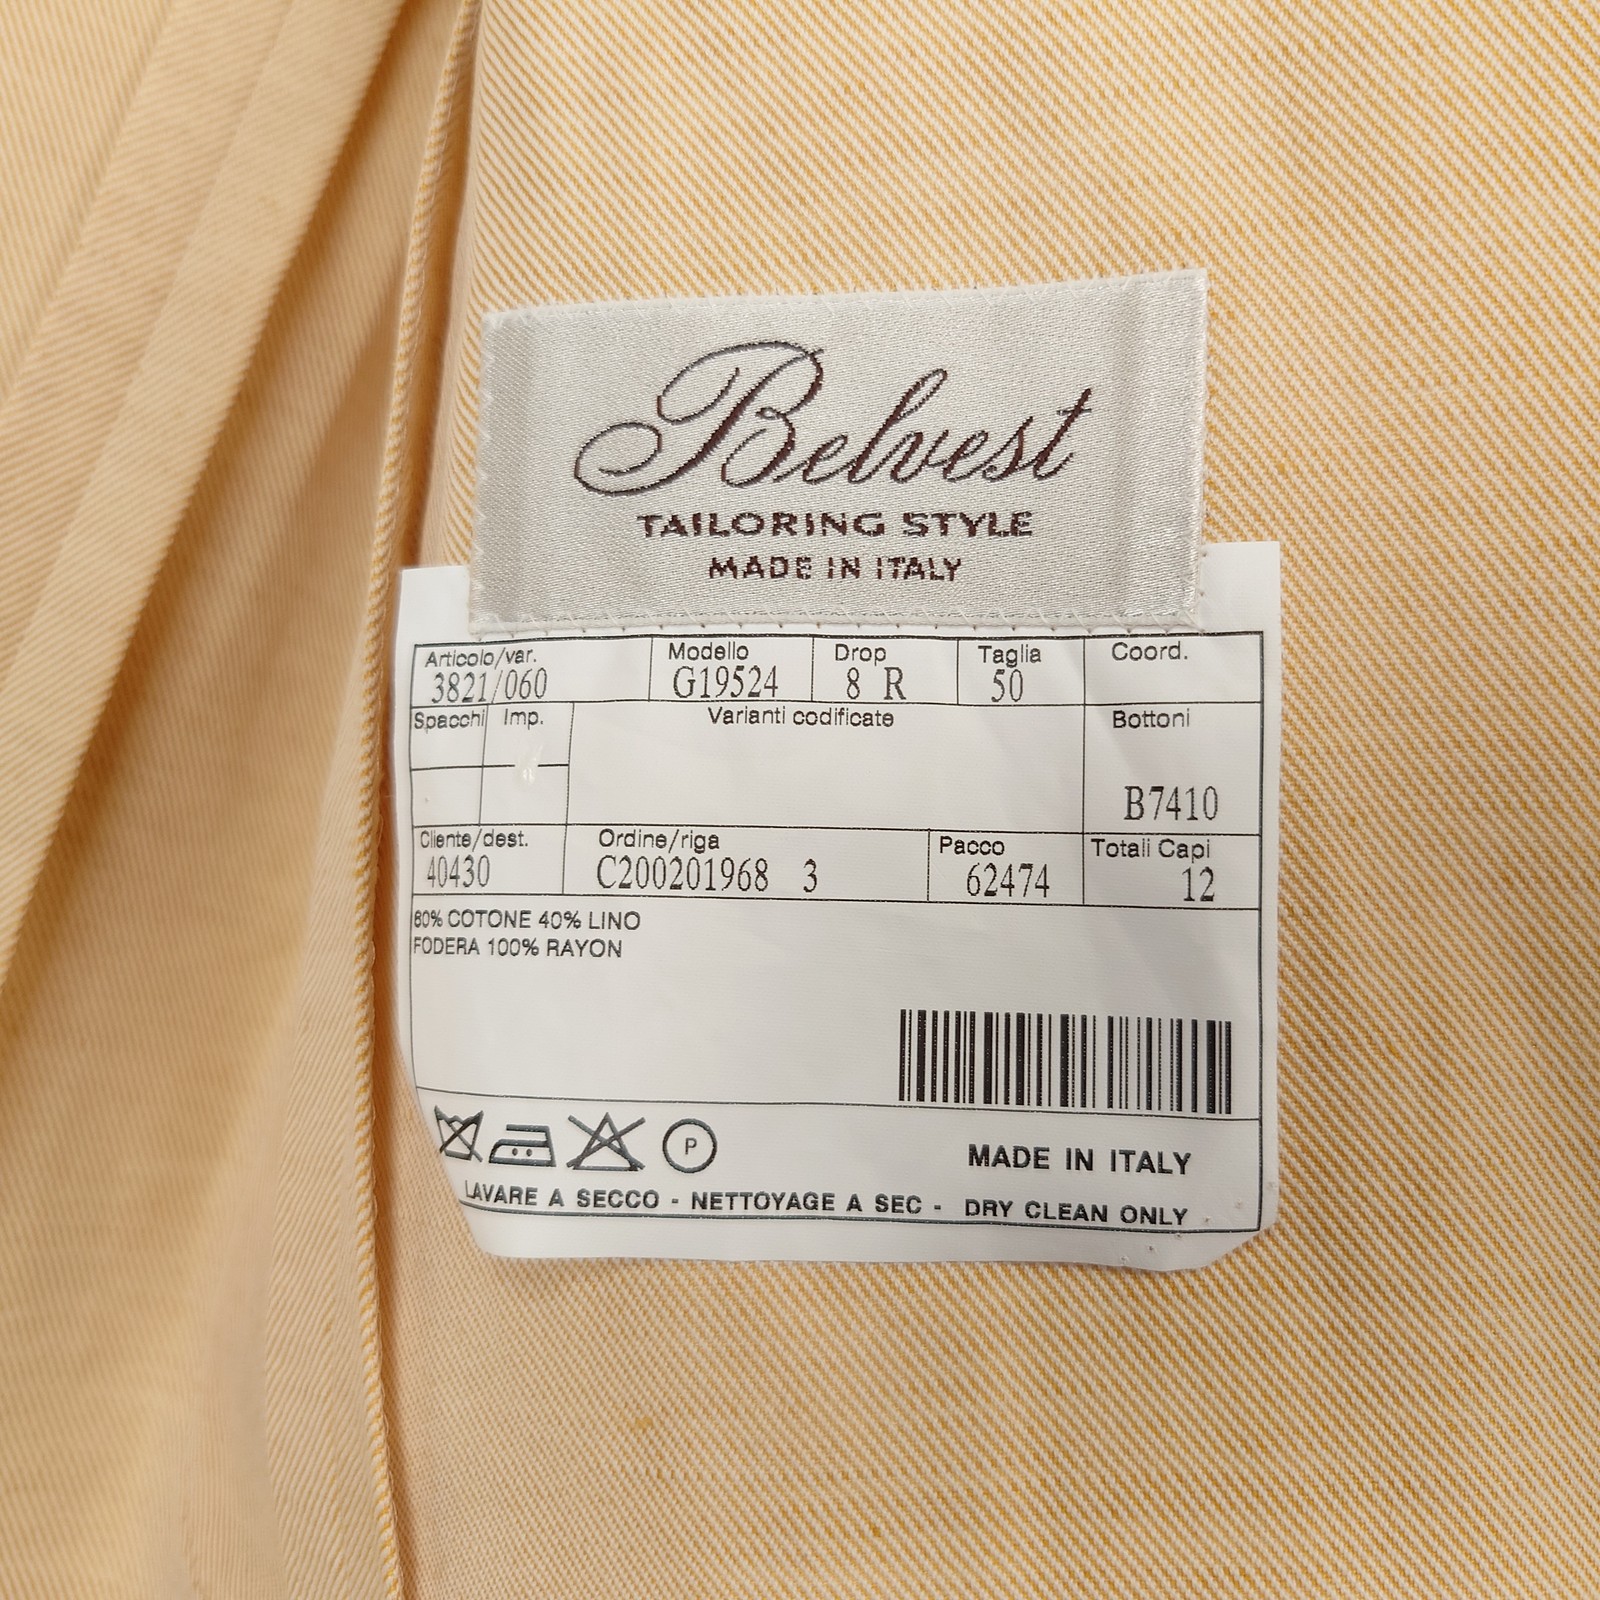 Belvest
TAILORING STYLE
MADE IN ITALY
Articolo/var. Modello Drop Taglia Coord.
3821/060 G19524 8 R 50
Spacchi Imp. Varianti codificate Bottoni
B7410
Cliente/dest. Ordine/riga Pacco Totali Capi
40430 C200201968 3 62474 12
60% COTONE 40% LINO
FODERA 100% RAYON
P
MADE IN ITALY
LAVARE A SECCO - NETTOYAGE A SEC - DRY CLEAN ONLY